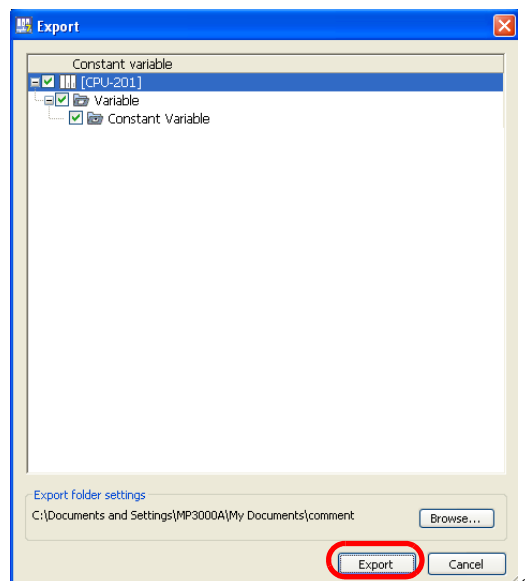 Export
Constant variable
[CPU-201]
Variable
Constant Variable
Export folder settings
C:\Documents and Settings\MP3000A\My Documents\comment
Browse...
Export
Cancel